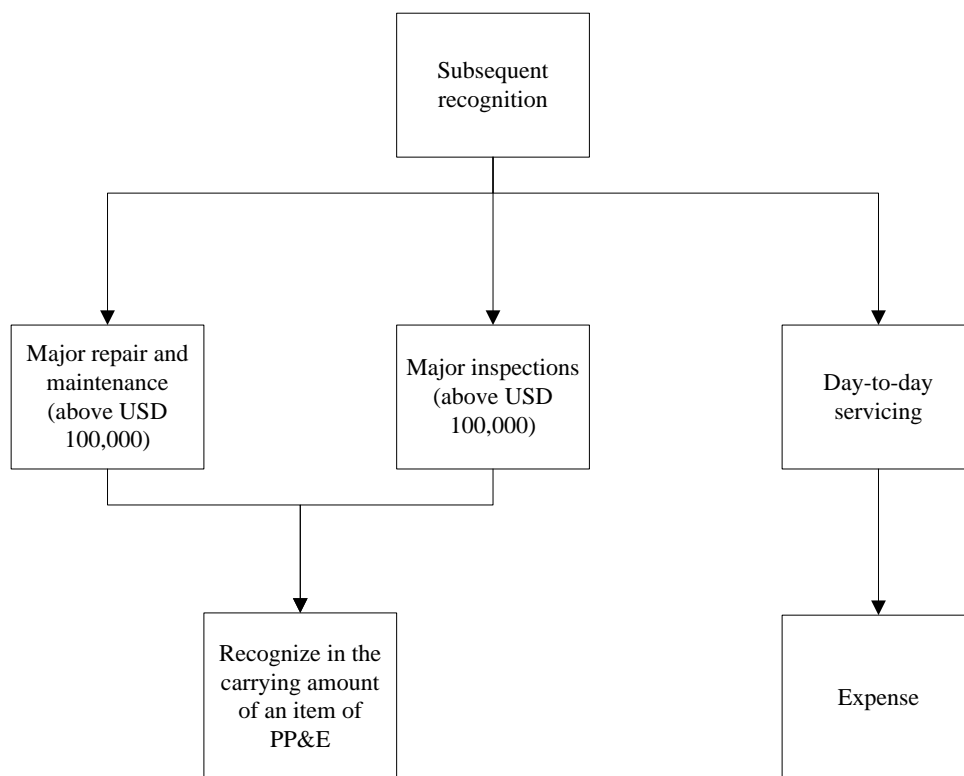 Subsequent
recognition
Major repair and
maintenance
(above USD
100,000)
Major inspections
(above USD
100,000)
Day-to-day
servicing
Recognize in the
carrying amount
of an item of
PP&E
Expense